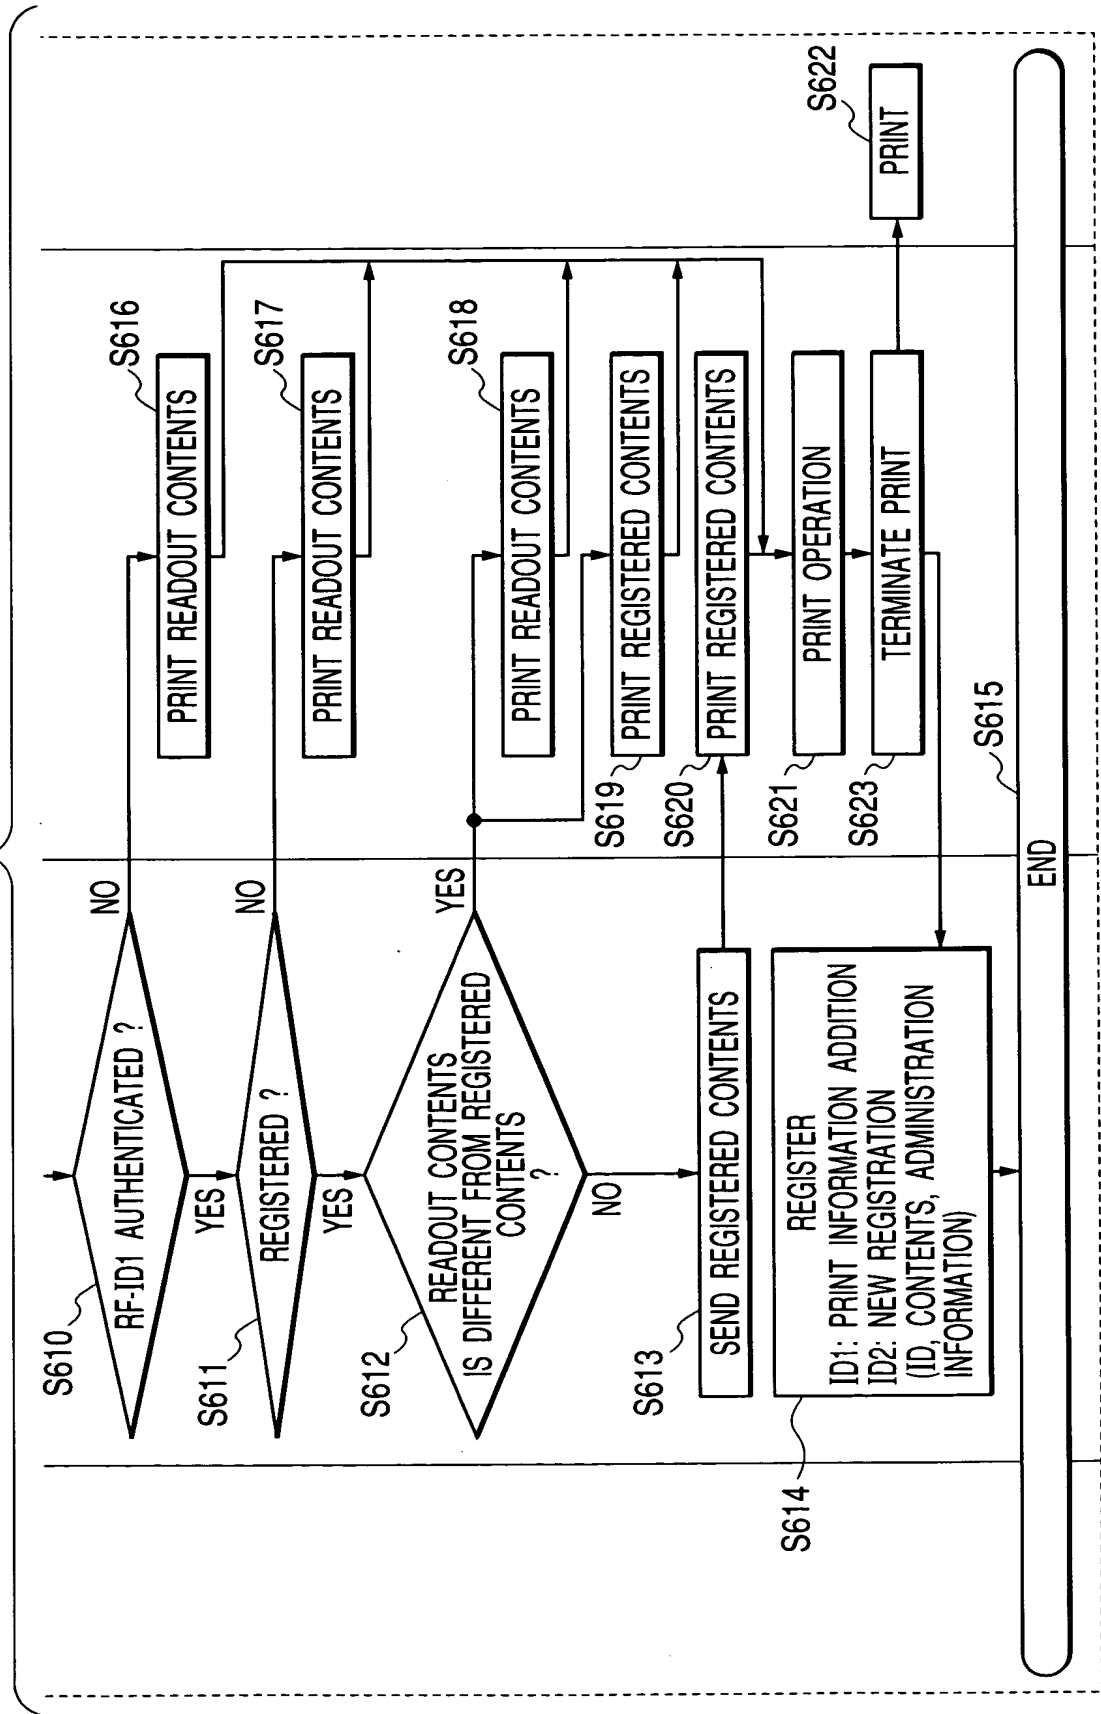 S610
RF-ID1 AUTHENTICATED ?
NO
YES
S616
PRINT READOUT CONTENTS
S611
REGISTERED ?
NO
YES
S617
PRINT READOUT CONTENTS
S612
READOUT CONTENTS
IS DIFFERENT FROM REGISTERED
CONTENTS
?
YES
NO
S618
PRINT READOUT CONTENTS
PRINT REGISTERED CONTENTS
S619
S613
SEND REGISTERED CONTENTS
PRINT REGISTERED CONTENTS
S620
PRINT OPERATION
S621
TERMINATE PRINT
S623
S622
PRINT
S614
REGISTER
ID1: PRINT INFORMATION ADDITION
ID2: NEW REGISTRATION
(ID, CONTENTS, ADMINISTRATION
INFORMATION)
S615
END